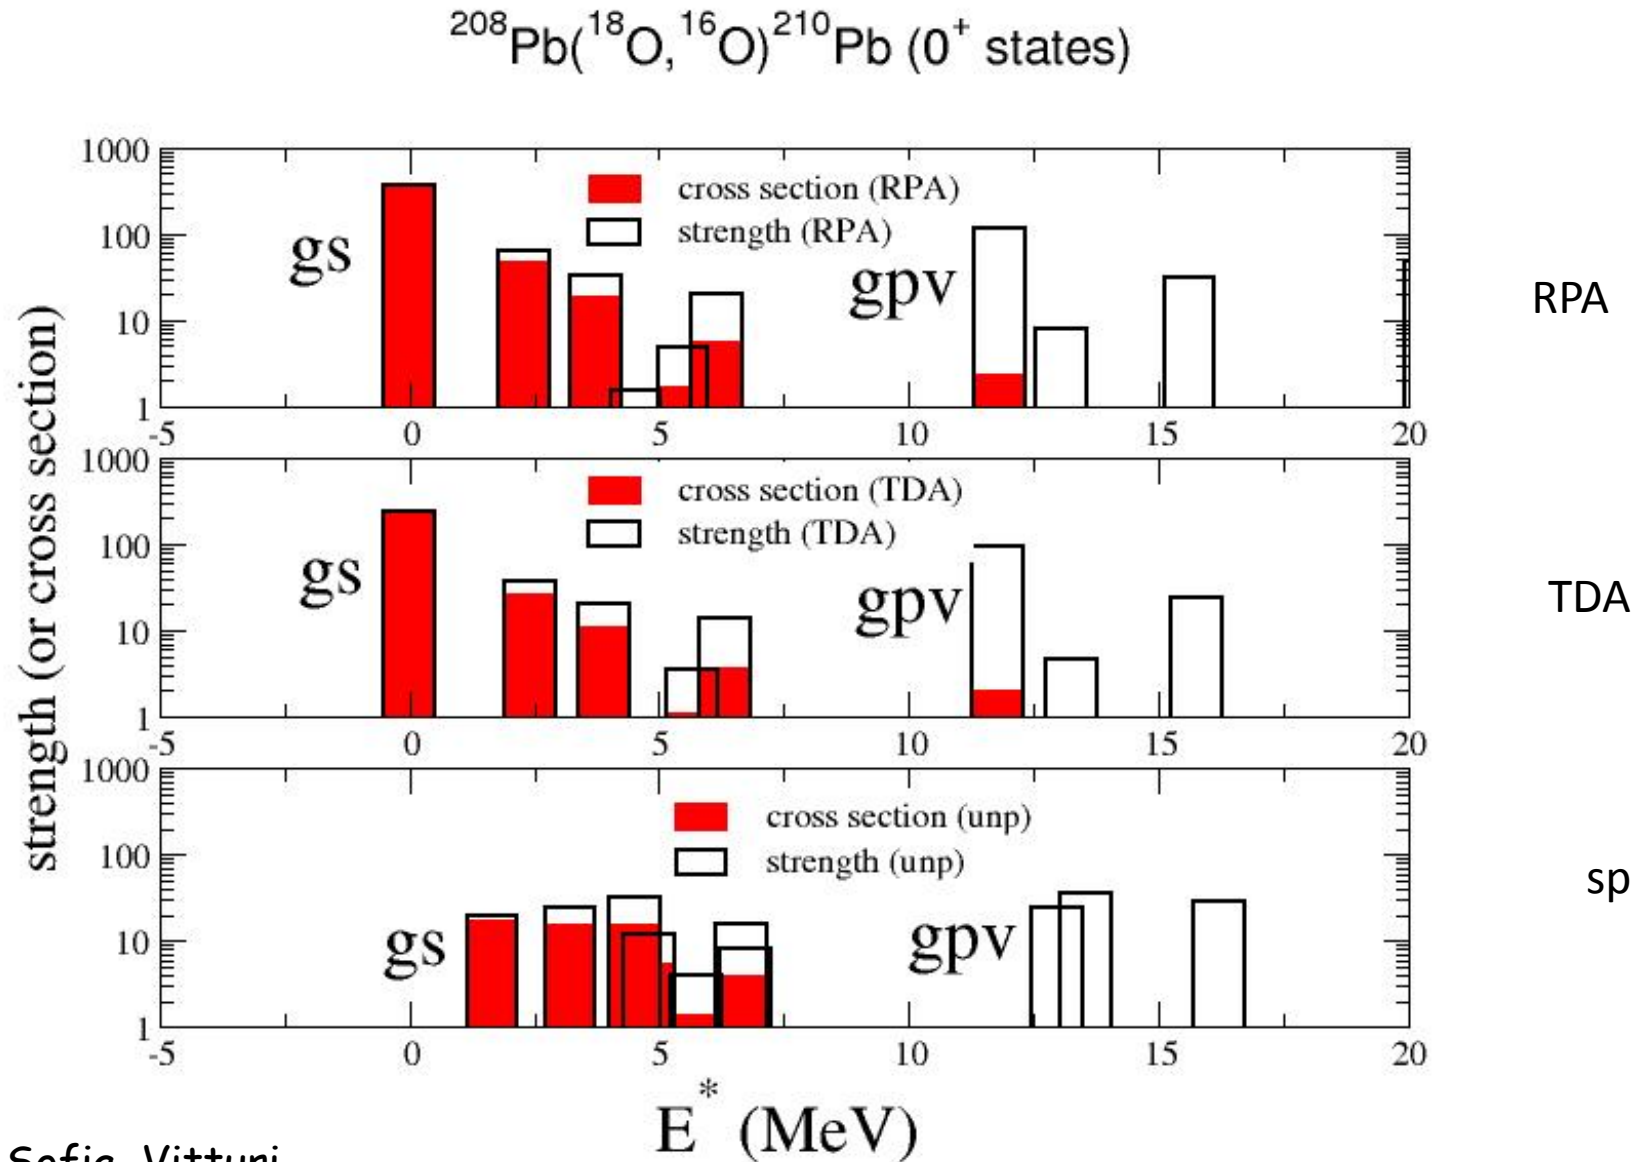 ²⁰⁸Pb(¹⁸O,¹⁶O)²¹⁰Pb (0⁺ states)
strength (or cross section)
1000
100
10
1
cross section (RPA)
strength (RPA)
gs
gpv
RPA
-5 0 5 10 15 20
1000
100
10
1
cross section (TDA)
strength (TDA)
gs
gpv
TDA
-5 0 5 10 15 20
1000
100
10
1
cross section (unp)
strength (unp)
gs
gpv
sp
-5 0 5 10 15 20
E* (MeV)
Sofia, Vitturi